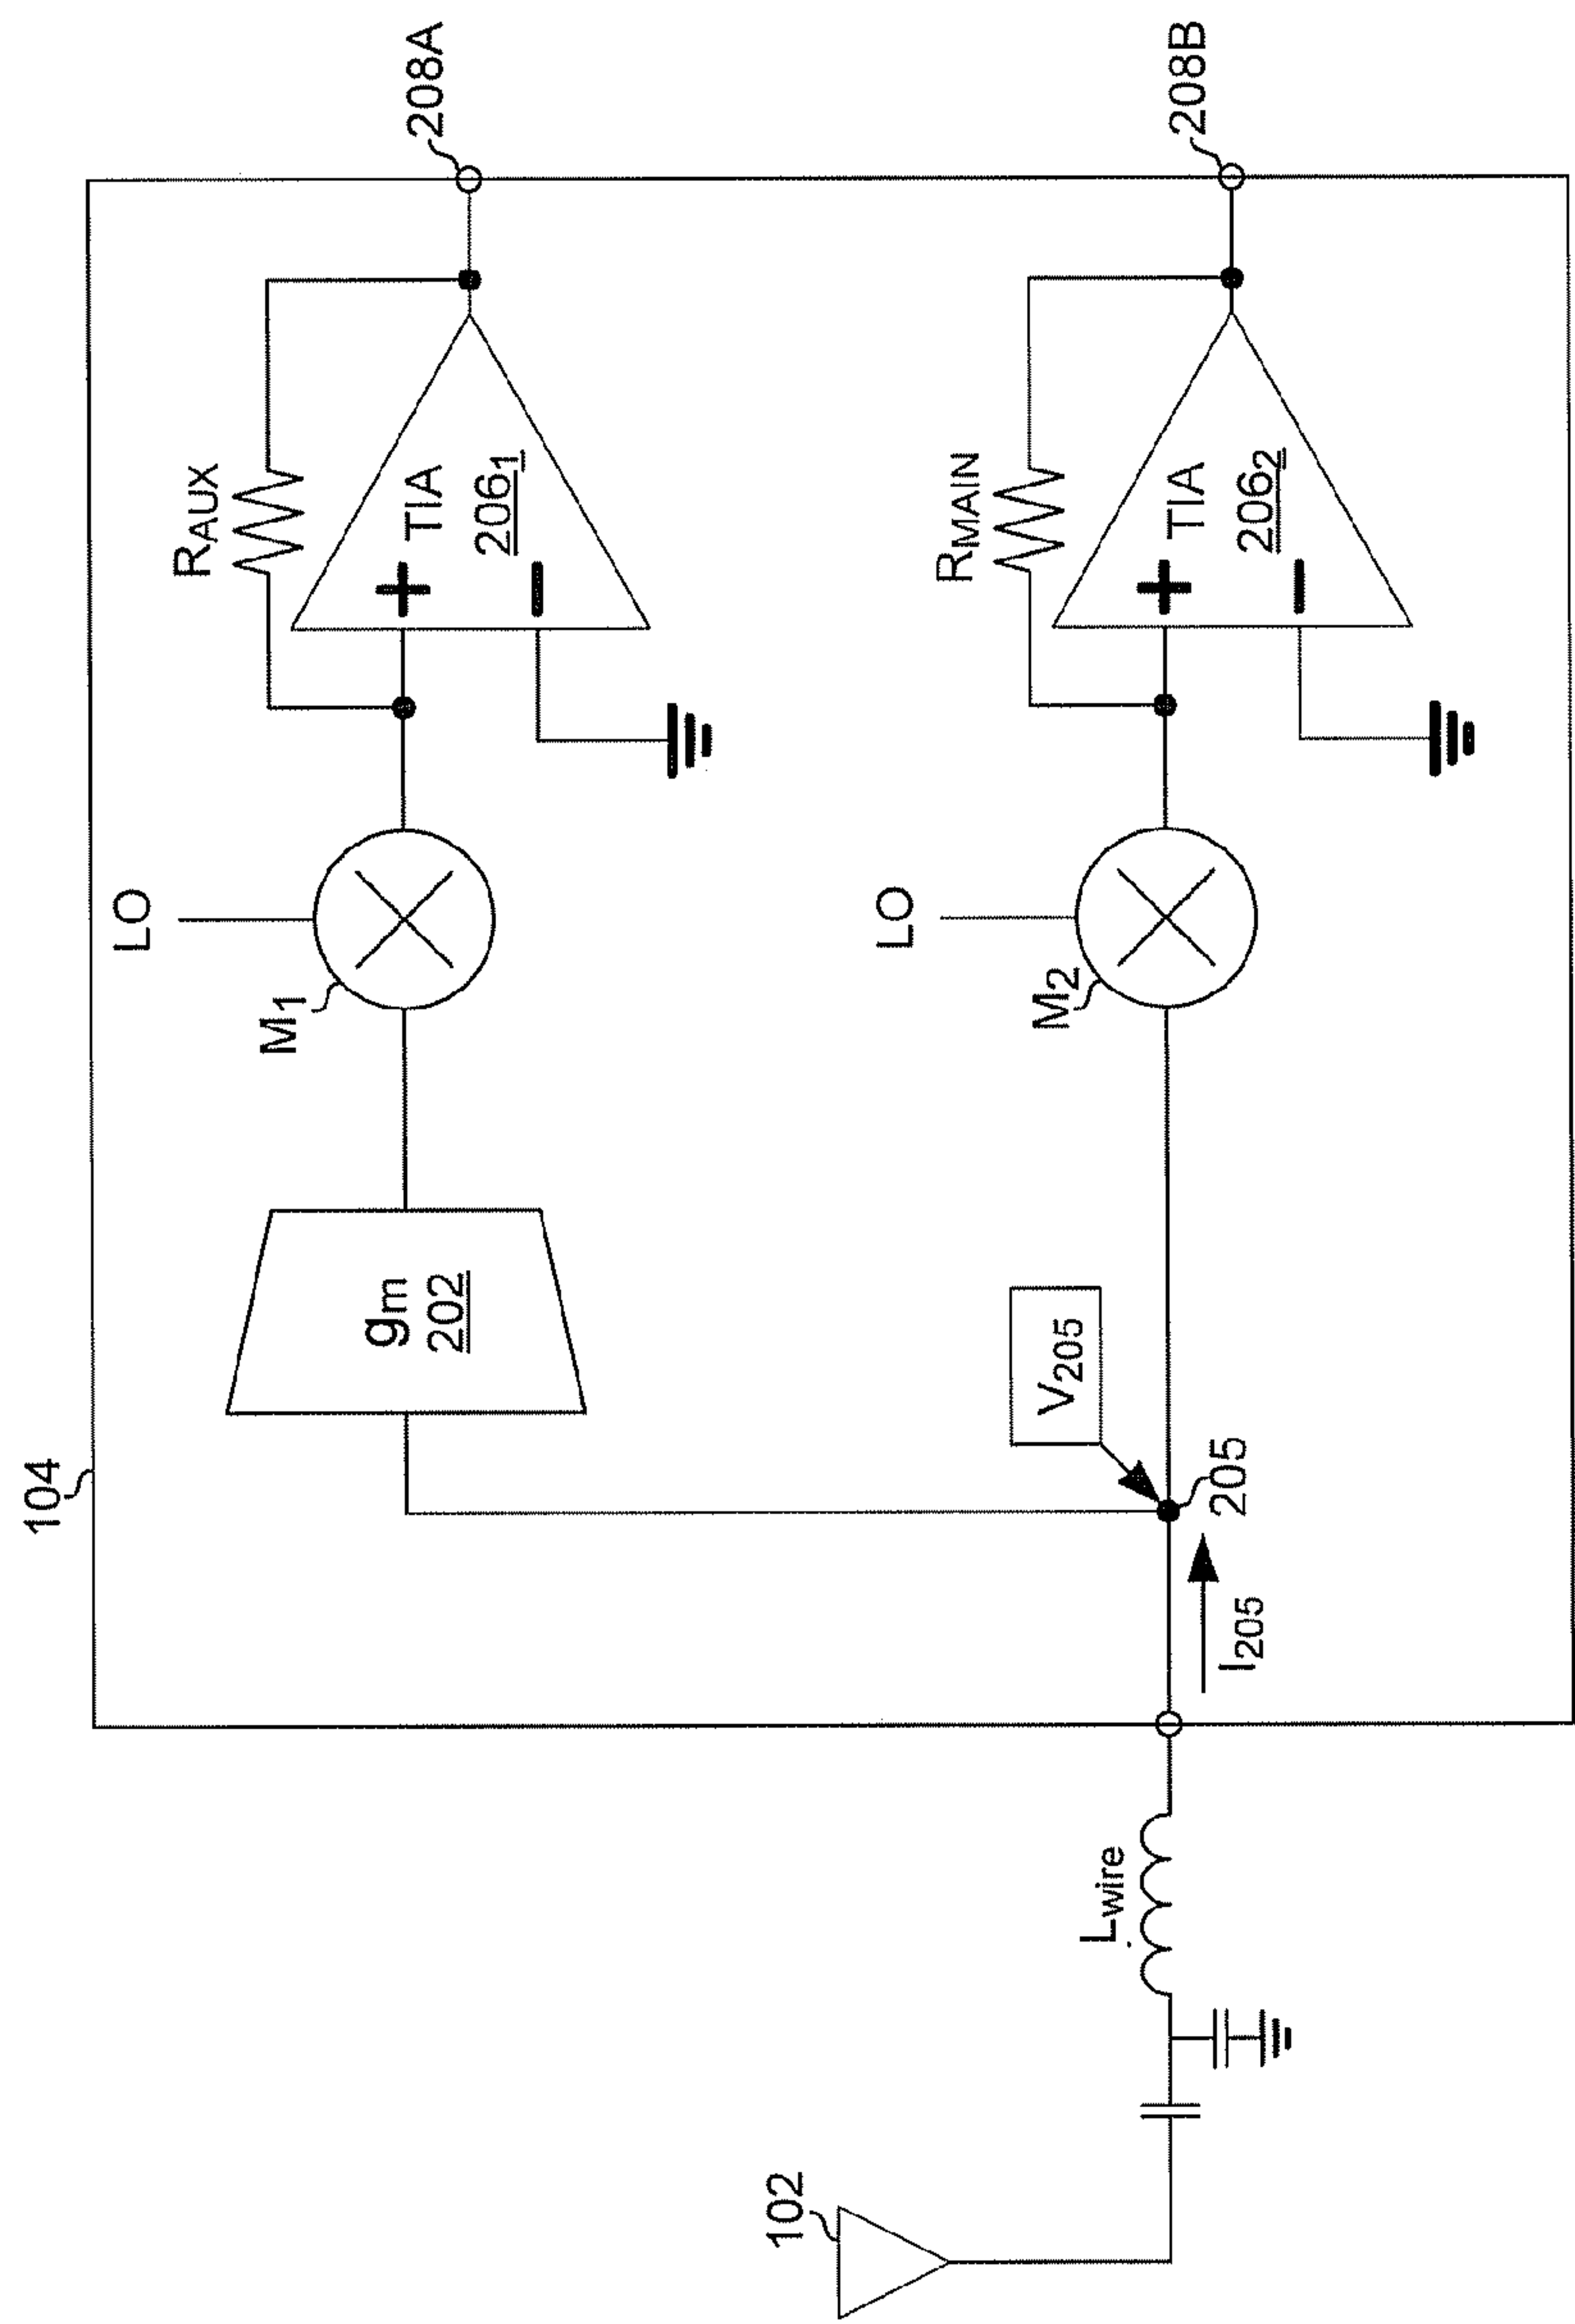 104
LO
LO
M₁
M₂
gm
202
RAUX
+ TIA
−
206₁
208A
RMAIN
+ TIA
−
206₂
208B
V₂₀₅
205
I₂₀₅
Lwire
102